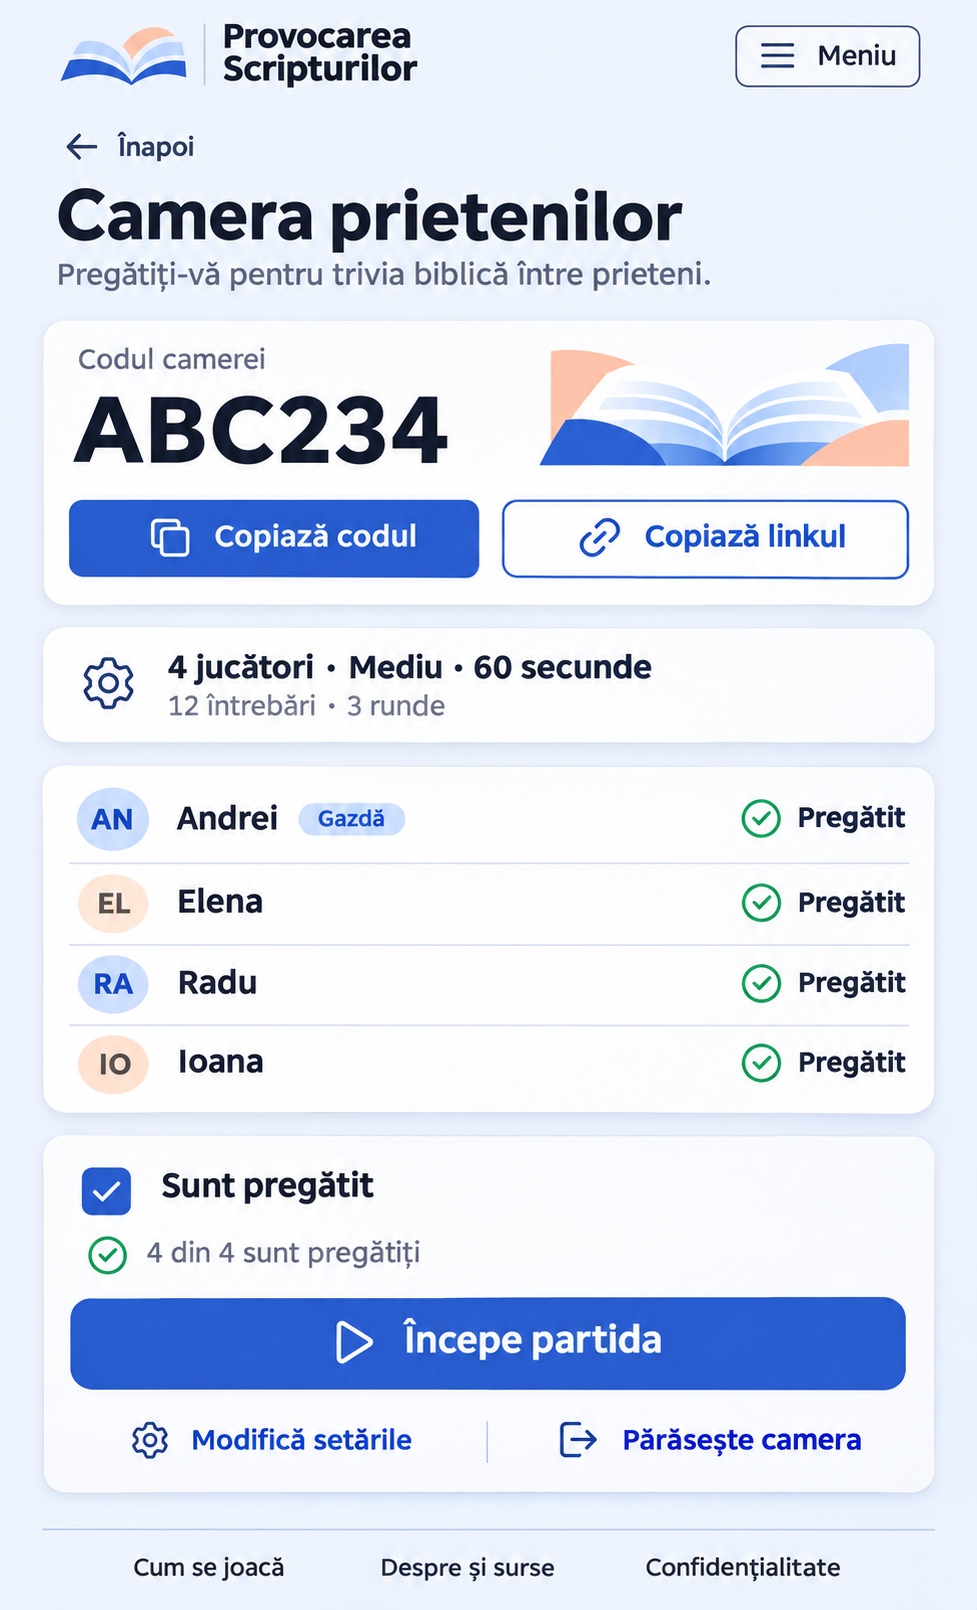 Provocarea
Scripturilor
Meniu
Înapoi
Camera prietenilor
Pregătiți-vă pentru trivia biblică între prieteni.
Codul camerei
ABC234
Copiază codul
Copiază linkul
4 jucători • Mediu • 60 secunde
12 întrebări • 3 runde
AN Andrei Gazdă Pregătit
EL Elena Pregătit
RA Radu Pregătit
IO Ioana Pregătit
Sunt pregătit
4 din 4 sunt pregătiți
Începe partida
Modifică setările
Părăsește camera
Cum se joacă
Despre și surse
Confidențialitate